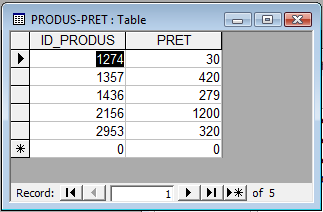 PRODUS-PRET : Table
ID_PRODUS PRET
1274 30
1357 420
1436 279
2156 1200
2953 320
0 0
Record: 1 of 5